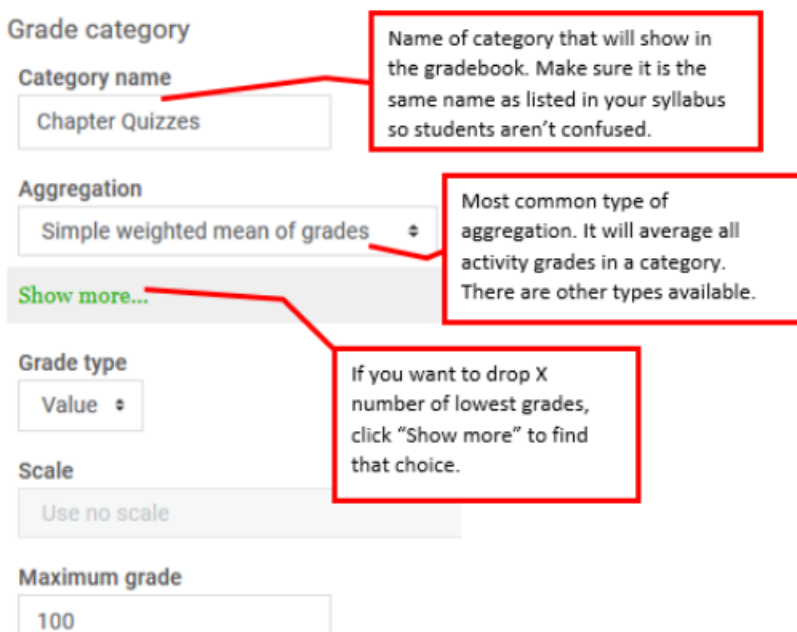 Grade category
Category name
Chapter Quizzes
Name of category that will show in
the gradebook. Make sure it is the
same name as listed in your syllabus
so students aren’t confused.
Aggregation
Simple weighted mean of grades
Most common type of
aggregation. It will average all
activity grades in a category.
There are other types available.
Show more...
Grade type
Value
If you want to drop X
number of lowest grades,
click “Show more” to find
that choice.
Scale
Use no scale
Maximum grade
100